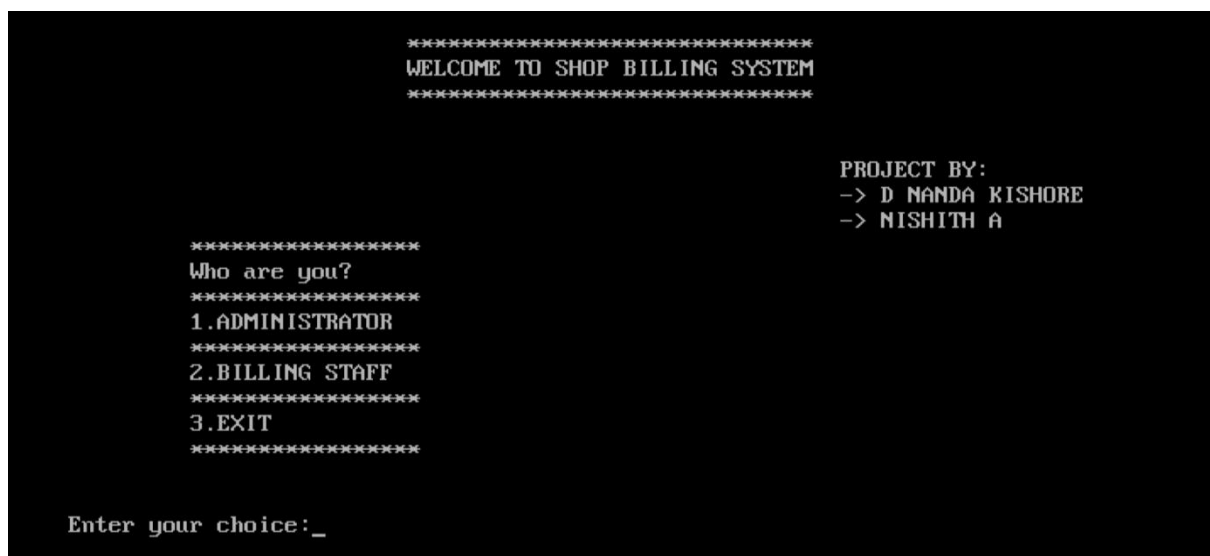 ******************************
WELCOME TO SHOP BILLING SYSTEM
******************************
PROJECT BY:
-> D NANDA KISHORE
-> NISHITH A
*****************
Who are you?
*****************
1.ADMINISTRATOR
*****************
2.BILLING STAFF
*****************
3.EXIT
*****************
Enter your choice:_